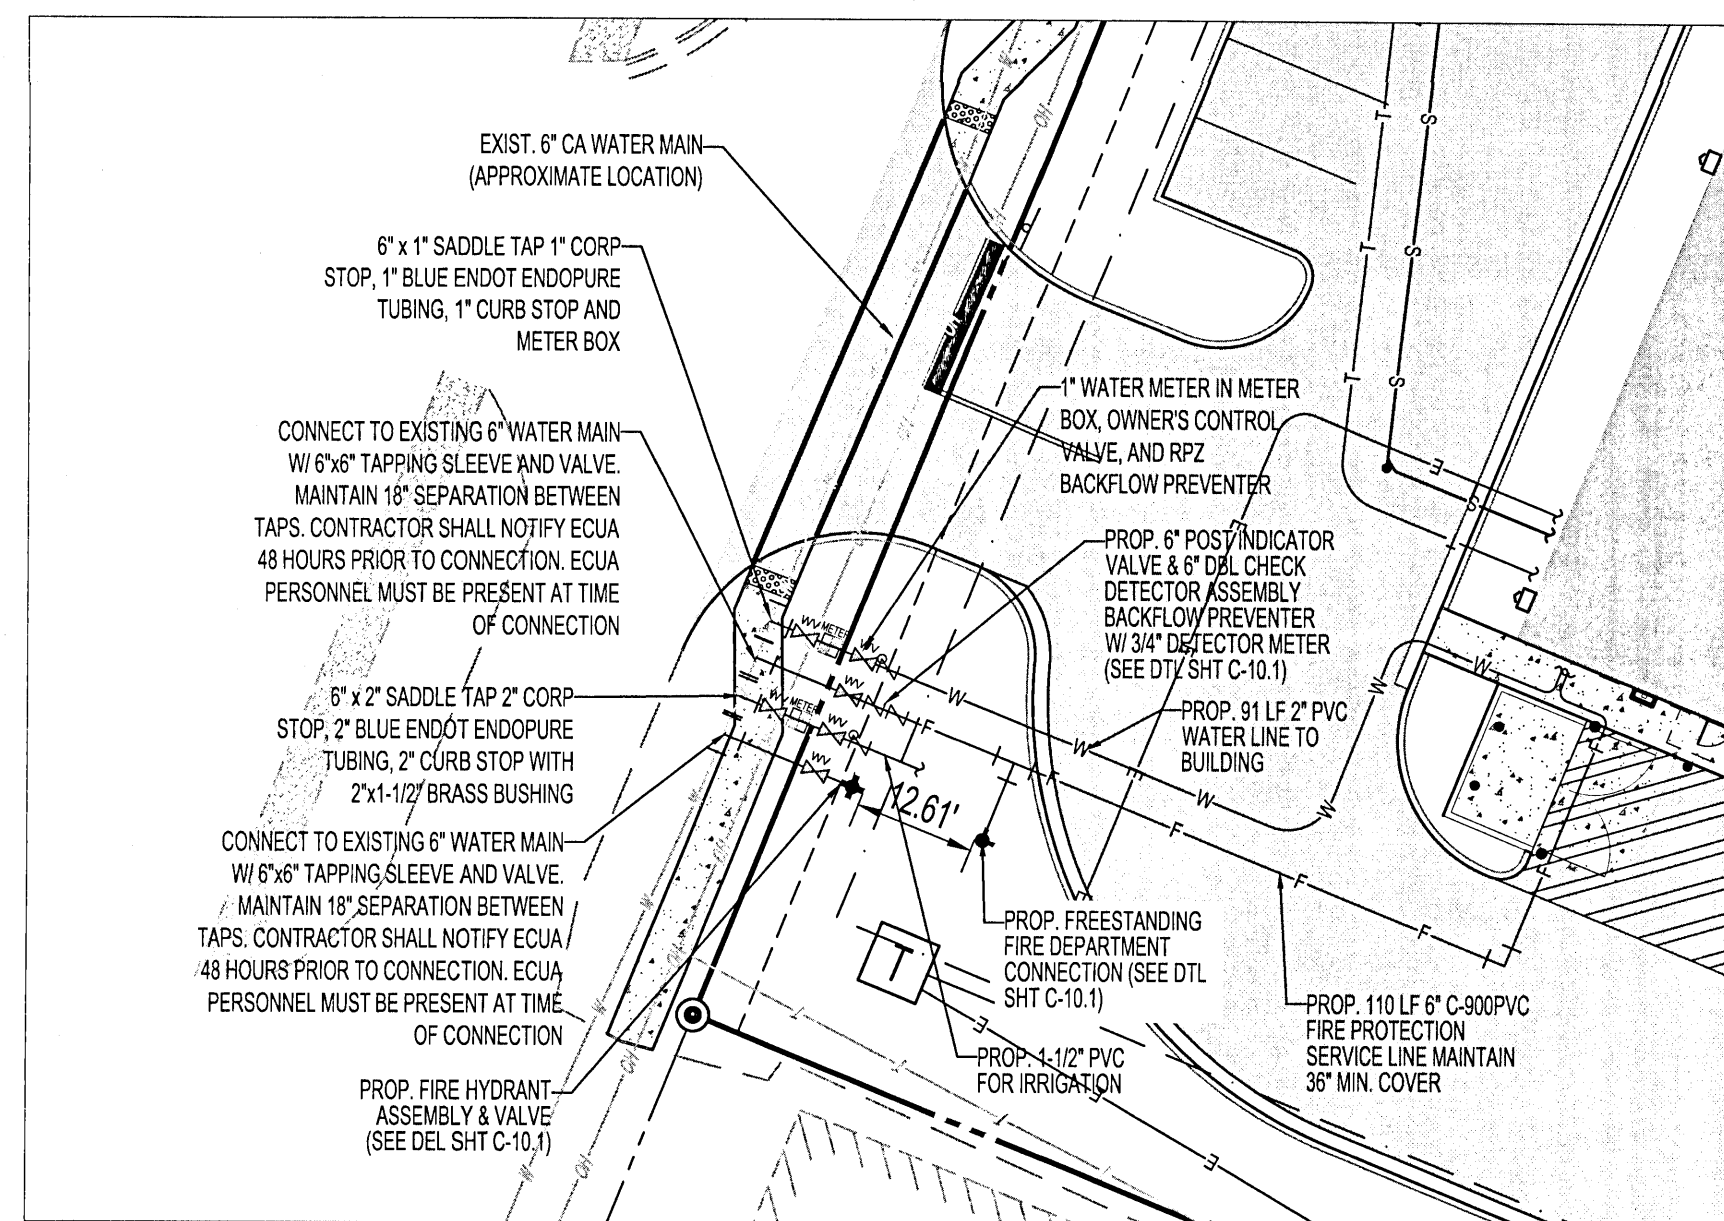 EXIST. 6" CA WATER MAIN
(APPROXIMATE LOCATION)
6" x 1" SADDLE TAP 1" CORP
STOP, 1" BLUE ENDOT ENDOPURE
TUBING, 1" CURB STOP AND
METER BOX
CONNECT TO EXISTING 6" WATER MAIN
W/ 6"x6" TAPPING SLEEVE AND VALVE.
MAINTAIN 18" SEPARATION BETWEEN
TAPS. CONTRACTOR SHALL NOTIFY ECUA
48 HOURS PRIOR TO CONNECTION. ECUA
PERSONNEL MUST BE PRESENT AT TIME
OF CONNECTION
6" x 2" SADDLE TAP 2" CORP
STOP, 2" BLUE ENDOT ENDOPURE
TUBING, 2" CURB STOP WITH
2"x1-1/2" BRASS BUSHING
CONNECT TO EXISTING 6" WATER MAIN
W/ 6"x6" TAPPING SLEEVE AND VALVE.
MAINTAIN 18" SEPARATION BETWEEN
TAPS. CONTRACTOR SHALL NOTIFY ECUA
48 HOURS PRIOR TO CONNECTION. ECUA
PERSONNEL MUST BE PRESENT AT TIME
OF CONNECTION
PROP. FIRE HYDRANT
ASSEMBLY & VALVE
(SEE DEL SHT C-10.1)
1" WATER METER IN METER
BOX, OWNER'S CONTROL
VALVE, AND RPZ
BACKFLOW PREVENTER
PROP. 6" POST INDICATOR
VALVE & 6" DBL CHECK
DETECTOR ASSEMBLY
BACKFLOW PREVENTER
W/ 3/4" DETECTOR METER
(SEE DTL SHT C-10.1)
PROP. 91 LF 2" PVC
WATER LINE TO
BUILDING
PROP. FREESTANDING
FIRE DEPARTMENT
CONNECTION (SEE DTL
SHT C-10.1)
PROP. 1-1/2" PVC
FOR IRRIGATION
PROP. 110 LF 6" C-900PVC
FIRE PROTECTION
SERVICE LINE MAINTAIN
36" MIN. COVER
12.61'
WV METER WV
WV
METER WV
WV
T
W W W W W W
F F F F F F F
E E E E E E E
T T T
S S S S S
OH OH OH OH
W W W